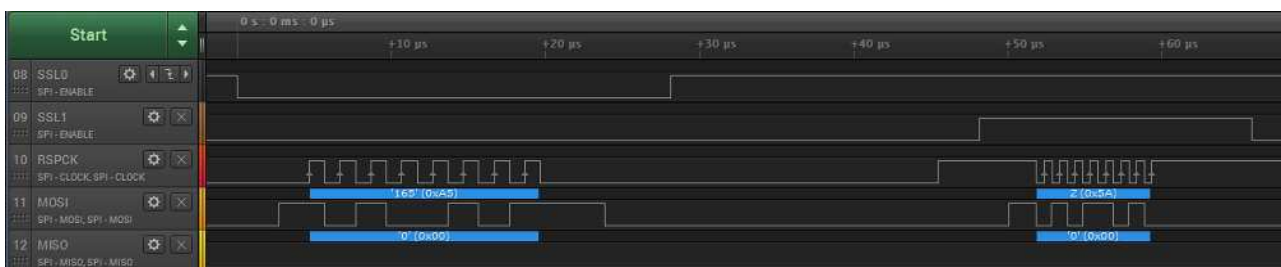 Start
0 s : 0 ms : 0 µs
+10 µs
+20 µs
+30 µs
+40 µs
+50 µs
+60 µs
08 SSL0
SPI - ENABLE
09 SSL1
SPI - ENABLE
10 RSPCK
SPI - CLOCK, SPI - CLOCK
'165' (0xA5)
Z (0x5A)
11 MOSI
SPI - MOSI, SPI - MOSI
'0' (0x00)
'0' (0x00)
12 MISO
SPI - MISO, SPI - MISO